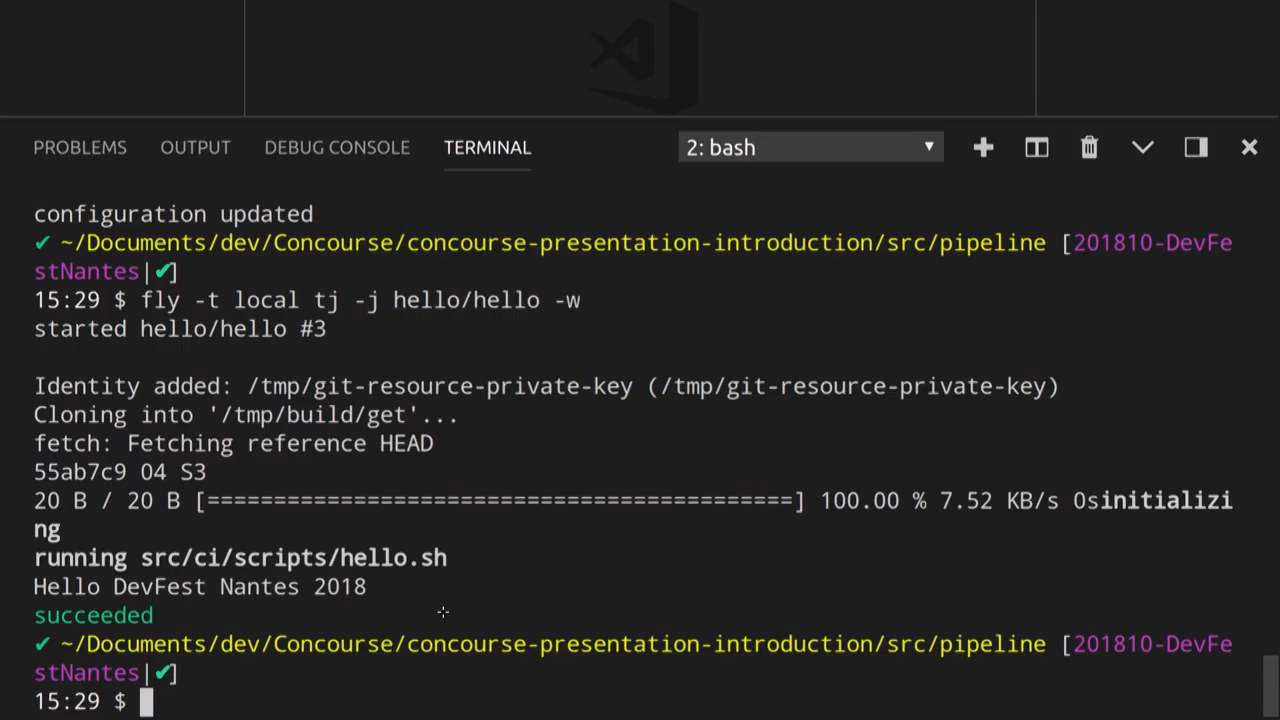 PROBLEMS OUTPUT DEBUG CONSOLE TERMINAL 2: bash
configuration updated
✔ ~/Documents/dev/Concourse/concourse-presentation-introduction/src/pipeline [201810-DevFe
stNantes|✔]
15:29 $ fly -t local tj -j hello/hello -w
started hello/hello #3
Identity added: /tmp/git-resource-private-key (/tmp/git-resource-private-key)
Cloning into '/tmp/build/get'...
fetch: Fetching reference HEAD
55ab7c9 04 S3
20 B / 20 B [============================================] 100.00 % 7.52 KB/s 0sinitializi
ng
running src/ci/scripts/hello.sh
Hello DevFest Nantes 2018
succeeded
✔ ~/Documents/dev/Concourse/concourse-presentation-introduction/src/pipeline [201810-DevFe
stNantes|✔]
15:29 $